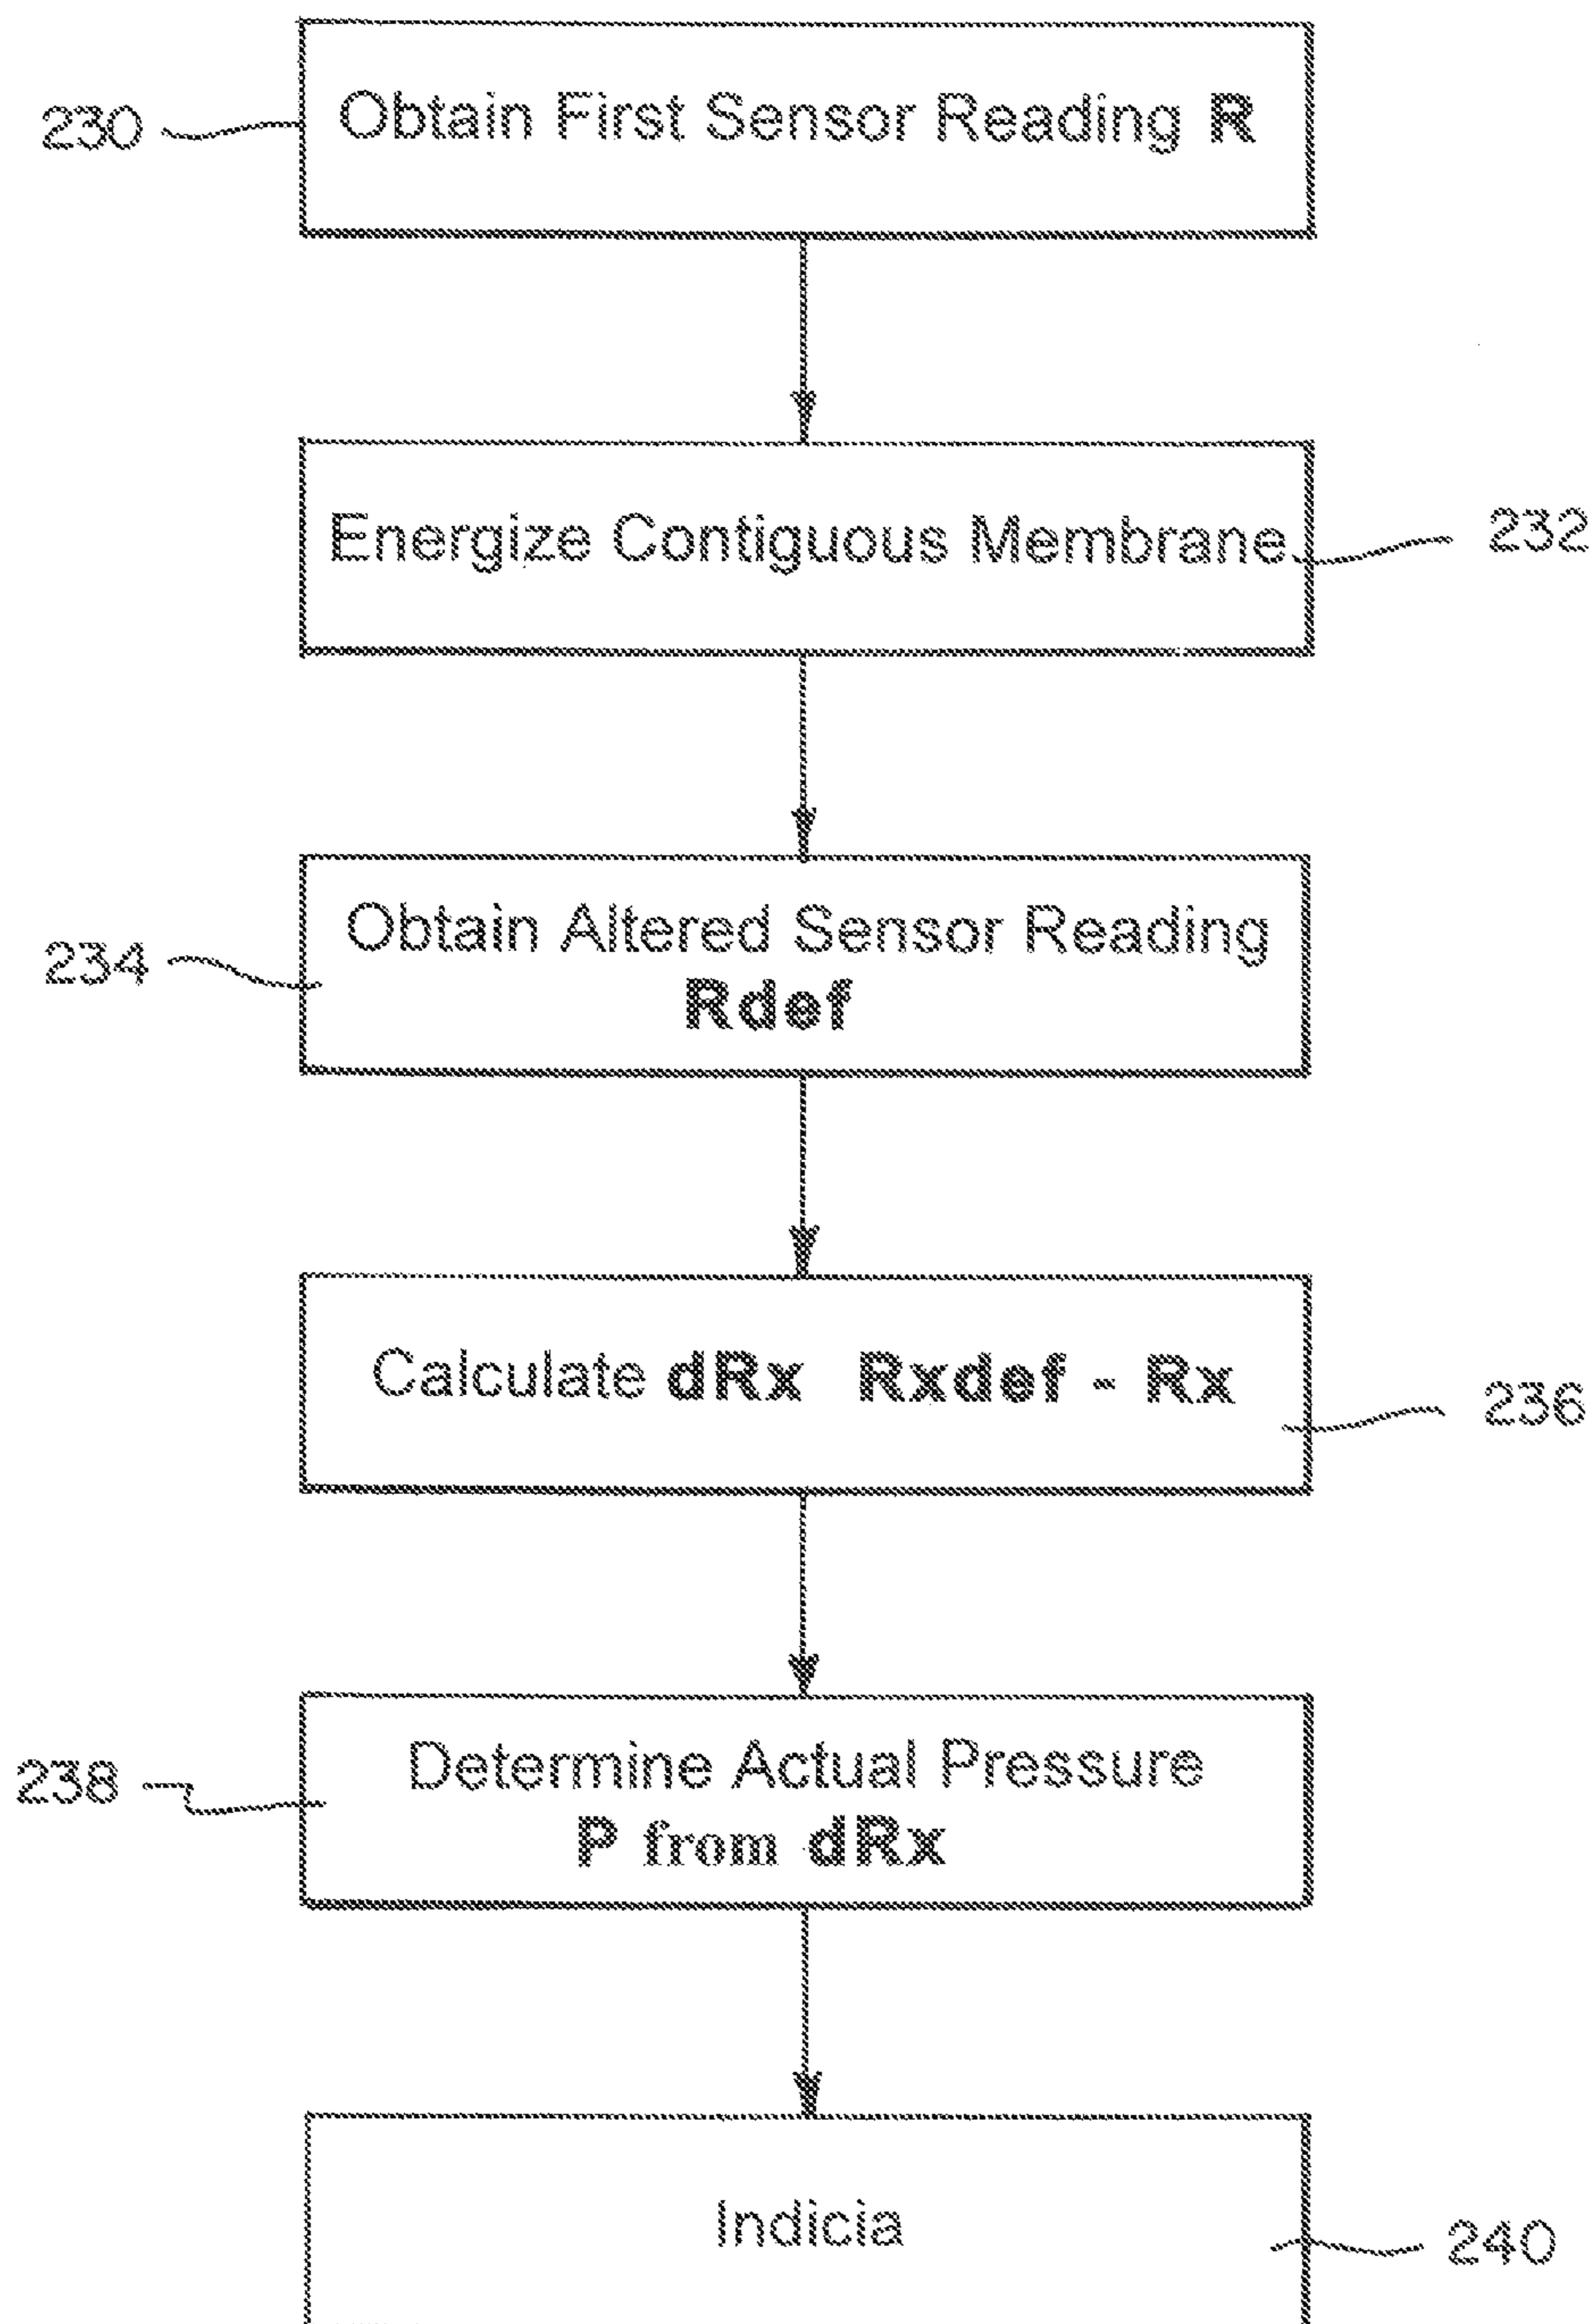 230
Obtain First Sensor Reading R
Energize Contiguous Membrane
232
234
Obtain Altered Sensor Reading
Rdef
Calculate dRx Rxdef - Rx
236
238
Determine Actual Pressure
P from dRx
Indicia
240